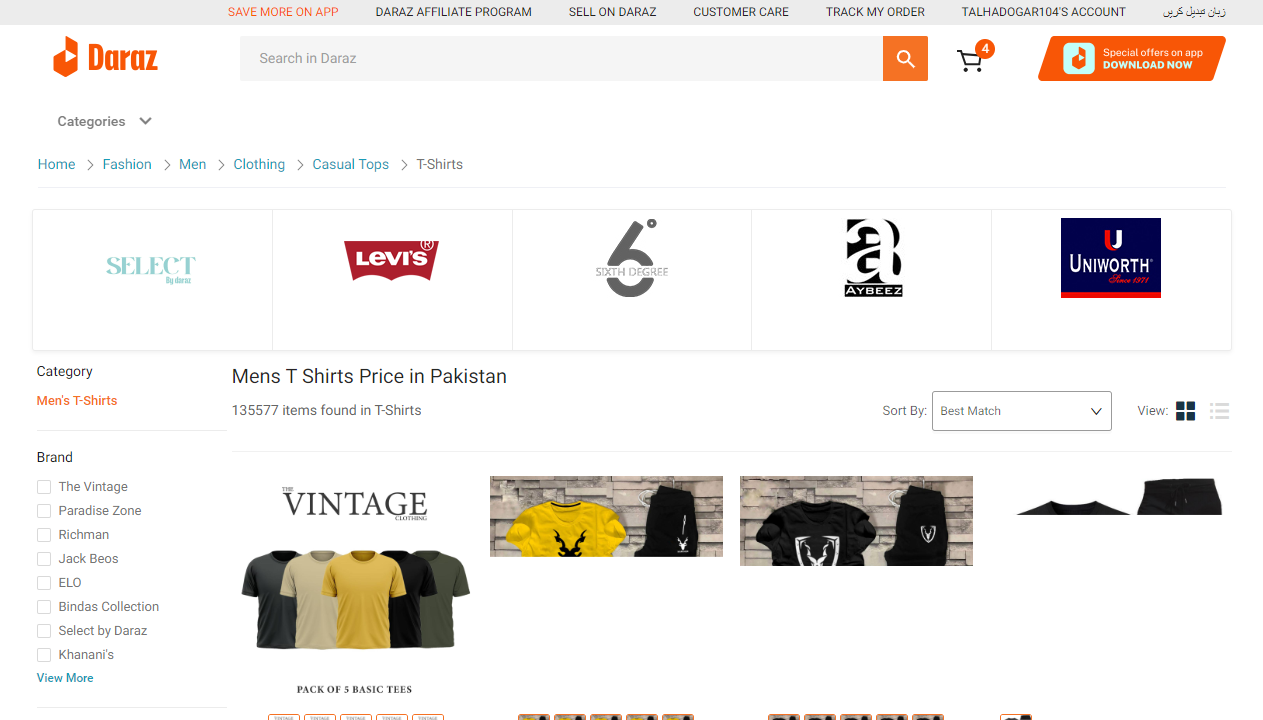 SAVE MORE ON APP DARAZ AFFILIATE PROGRAM SELL ON DARAZ CUSTOMER CARE TRACK MY ORDER TALHADOGAR104'S ACCOUNT زبان تبدیل کریں
Daraz
Search in Daraz
4
Special offers on app
DOWNLOAD NOW
Categories
Home Fashion Men Clothing Casual Tops T-Shirts
SELECT
By daraz
LEVI'S®
6°
SIXTH DEGREE
a
AYBEEZ
U
UNIWORTH
Since 1971
Category
Men's T-Shirts
Mens T Shirts Price in Pakistan
135577 items found in T-Shirts
Sort By: Best Match
View:
Brand
The Vintage
Paradise Zone
Richman
Jack Beos
ELO
Bindas Collection
Select by Daraz
Khanani's
View More
THE
VINTAGE
CLOTHING
PACK OF 5 BASIC TEES